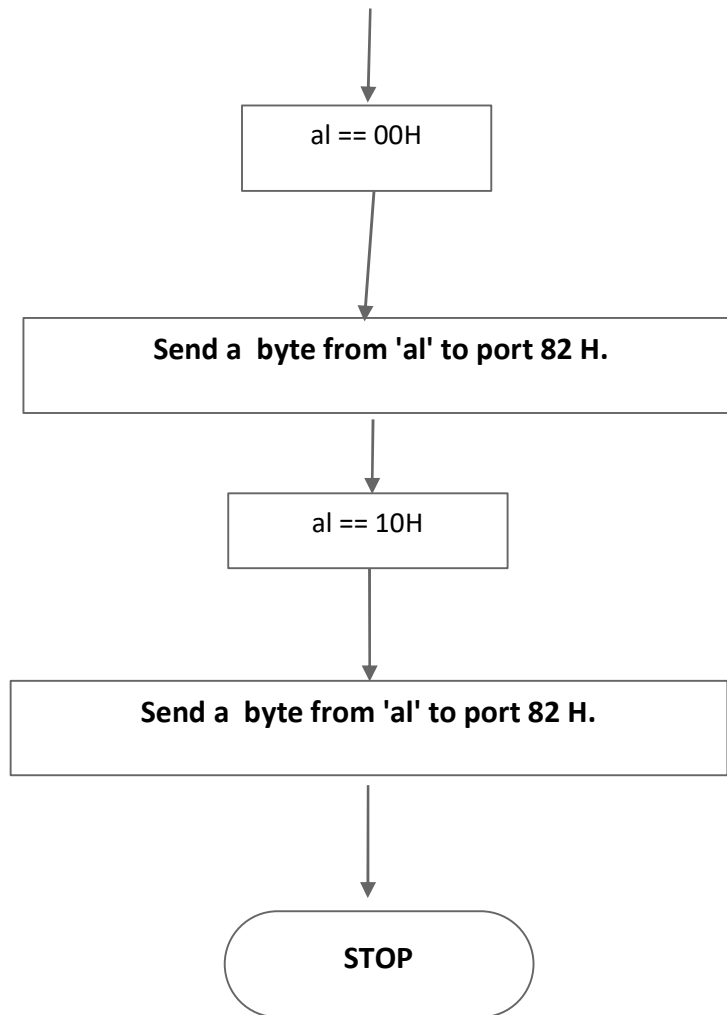 al == 00H
Send a  byte from 'al' to port 82 H.
al == 10H
Send a  byte from 'al' to port 82 H.
STOP